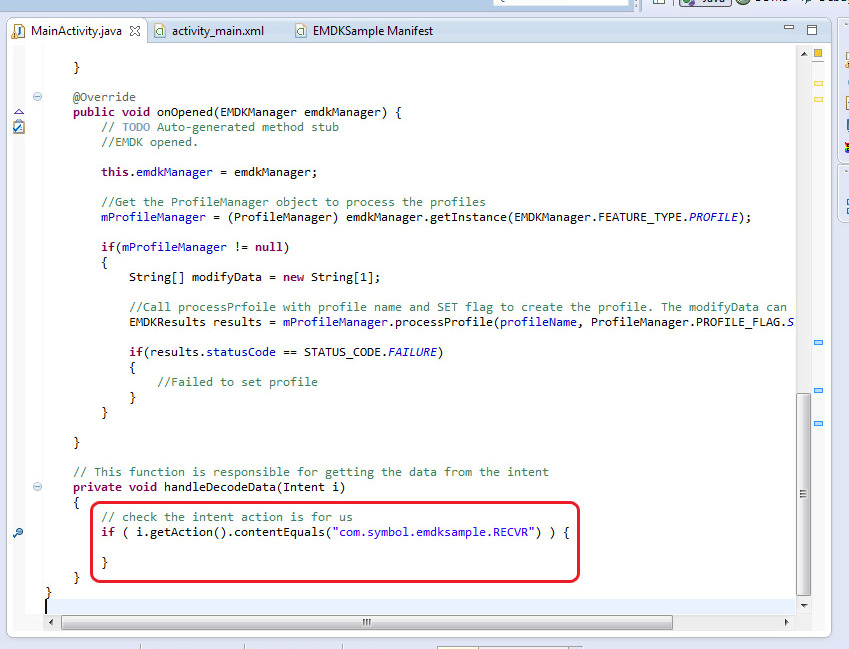 MainActivity.java activity_main.xml EMDKSample Manifest
}
@Override
public void onOpened(EMDKManager emdkManager) {
// TODO Auto-generated method stub
//EMDK opened.
this.emdkManager = emdkManager;
//Get the ProfileManager object to process the profiles
mProfileManager = (ProfileManager) emdkManager.getInstance(EMDKManager.FEATURE_TYPE.PROFILE);
if(mProfileManager != null)
{
String[] modifyData = new String[1];
//Call processPrfoile with profile name and SET flag to create the profile. The modifyData can
EMDKResults results = mProfileManager.processProfile(profileName, ProfileManager.PROFILE_FLAG.S
if(results.statusCode == STATUS_CODE.FAILURE)
{
//Failed to set profile
}
}
}
// This function is responsible for getting the data from the intent
private void handleDecodeData(Intent i)
{
// check the intent action is for us
if ( i.getAction().contentEquals("com.symbol.emdksample.RECVR") ) {
}
}
}